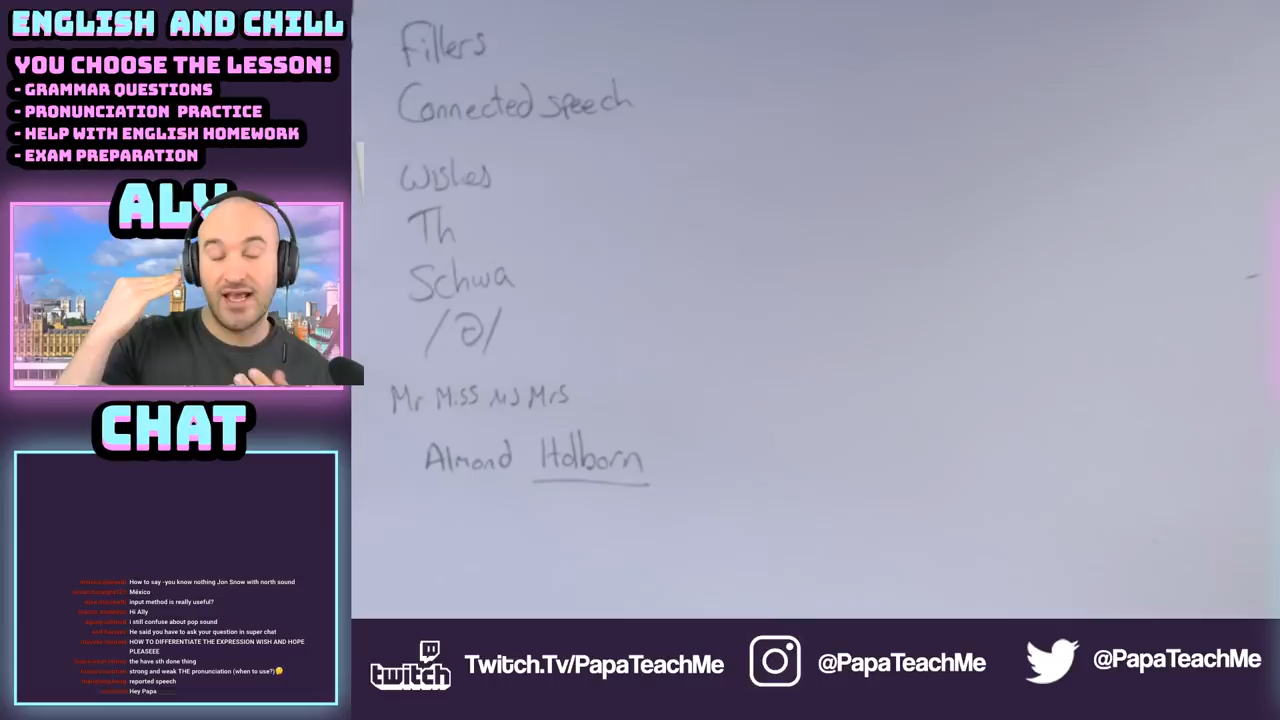 ENGLISH AND CHILL
YOU CHOOSE THE LESSON!
- GRAMMAR QUESTIONS
- PRONUNCIATION PRACTICE
- HELP WITH ENGLISH HOMEWORK
- EXAM PREPARATION
ALY
CHAT
How to say -you know nothing Jon Snow with north sound
México
input method is really useful?
Hi Ally
i still confuse about pop sound
He said you have to ask your question in super chat
HOW TO DIFFERENTIATE THE EXPRESSION WISH AND HOPE
PLEASEEE
the have sth done thing
strong and weak THE pronunciation (when to use?)🤔
reported speech
Hey Papa
Fillers
Connected speech
Wishes
Th
Schwa
/ə/
Mr Miss Ms Mrs
Almond Holborn
twitch
Twitch.Tv/PapaTeachMe
@PapaTeachMe
@PapaTeachMe